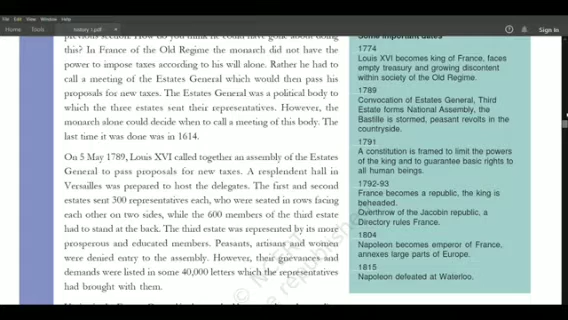 File Edit View Window Help
Home Tools history 1.pdf × Sign In
previous section. How do you think he could have gone about doing
this? In France of the Old Regime the monarch did not have the
power to impose taxes according to his will alone. Rather he had to
call a meeting of the Estates General which would then pass his
proposals for new taxes. The Estates General was a political body to
which the three estates sent their representatives. However, the
monarch alone could decide when to call a meeting of this body. The
last time it was done was in 1614.
On 5 May 1789, Louis XVI called together an assembly of the Estates
General to pass proposals for new taxes. A resplendent hall in
Versailles was prepared to host the delegates. The first and second
estates sent 300 representatives each, who were seated in rows facing
each other on two sides, while the 600 members of the third estate
had to stand at the back. The third estate was represented by its more
prosperous and educated members. Peasants, artisans and women
were denied entry to the assembly. However, their grievances and
demands were listed in some 40,000 letters which the representatives
had brought with them.
Some important dates
1774
Louis XVI becomes king of France, faces
empty treasury and growing discontent
within society of the Old Regime.
1789
Convocation of Estates General, Third
Estate forms National Assembly, the
Bastille is stormed, peasant revolts in the
countryside.
1791
A constitution is framed to limit the powers
of the king and to guarantee basic rights to
all human beings.
1792-93
France becomes a republic, the king is
beheaded.
Overthrow of the Jacobin republic, a
Directory rules France.
1804
Napoleon becomes emperor of France,
annexes large parts of Europe.
1815
Napoleon defeated at Waterloo.